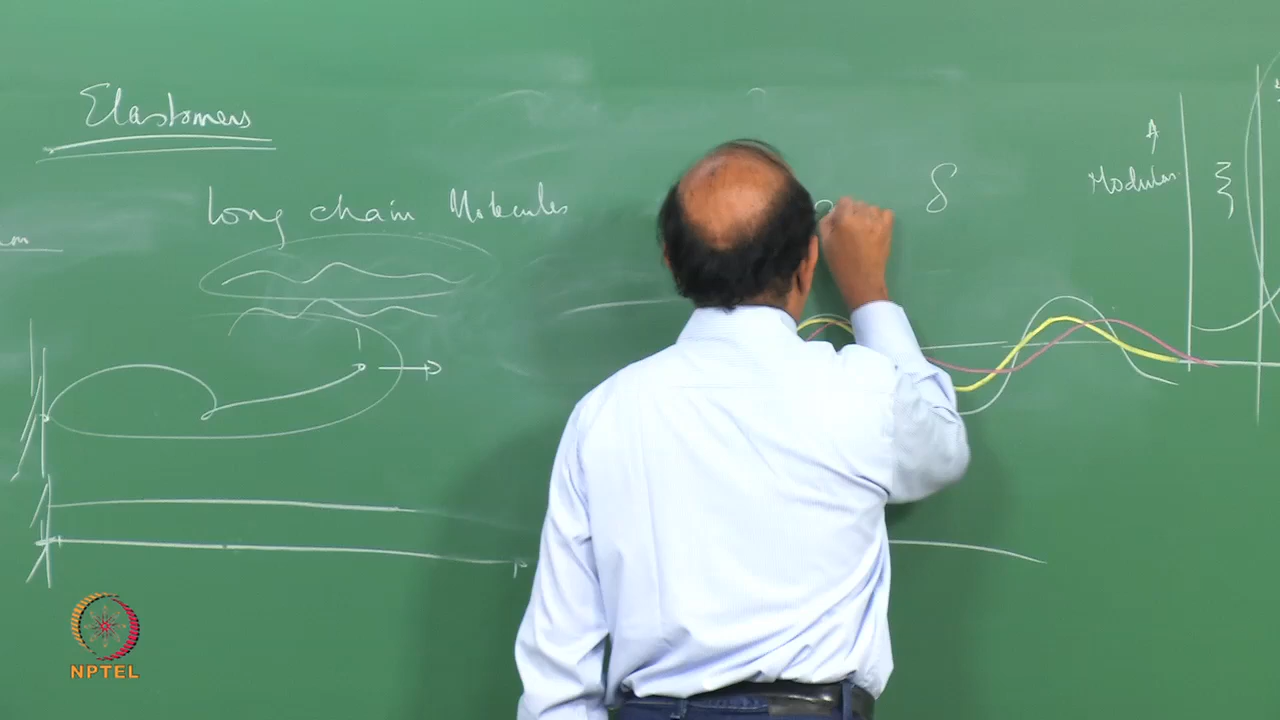 Elastomers
Long chain Molecules
δ
Modulus
NPTEL